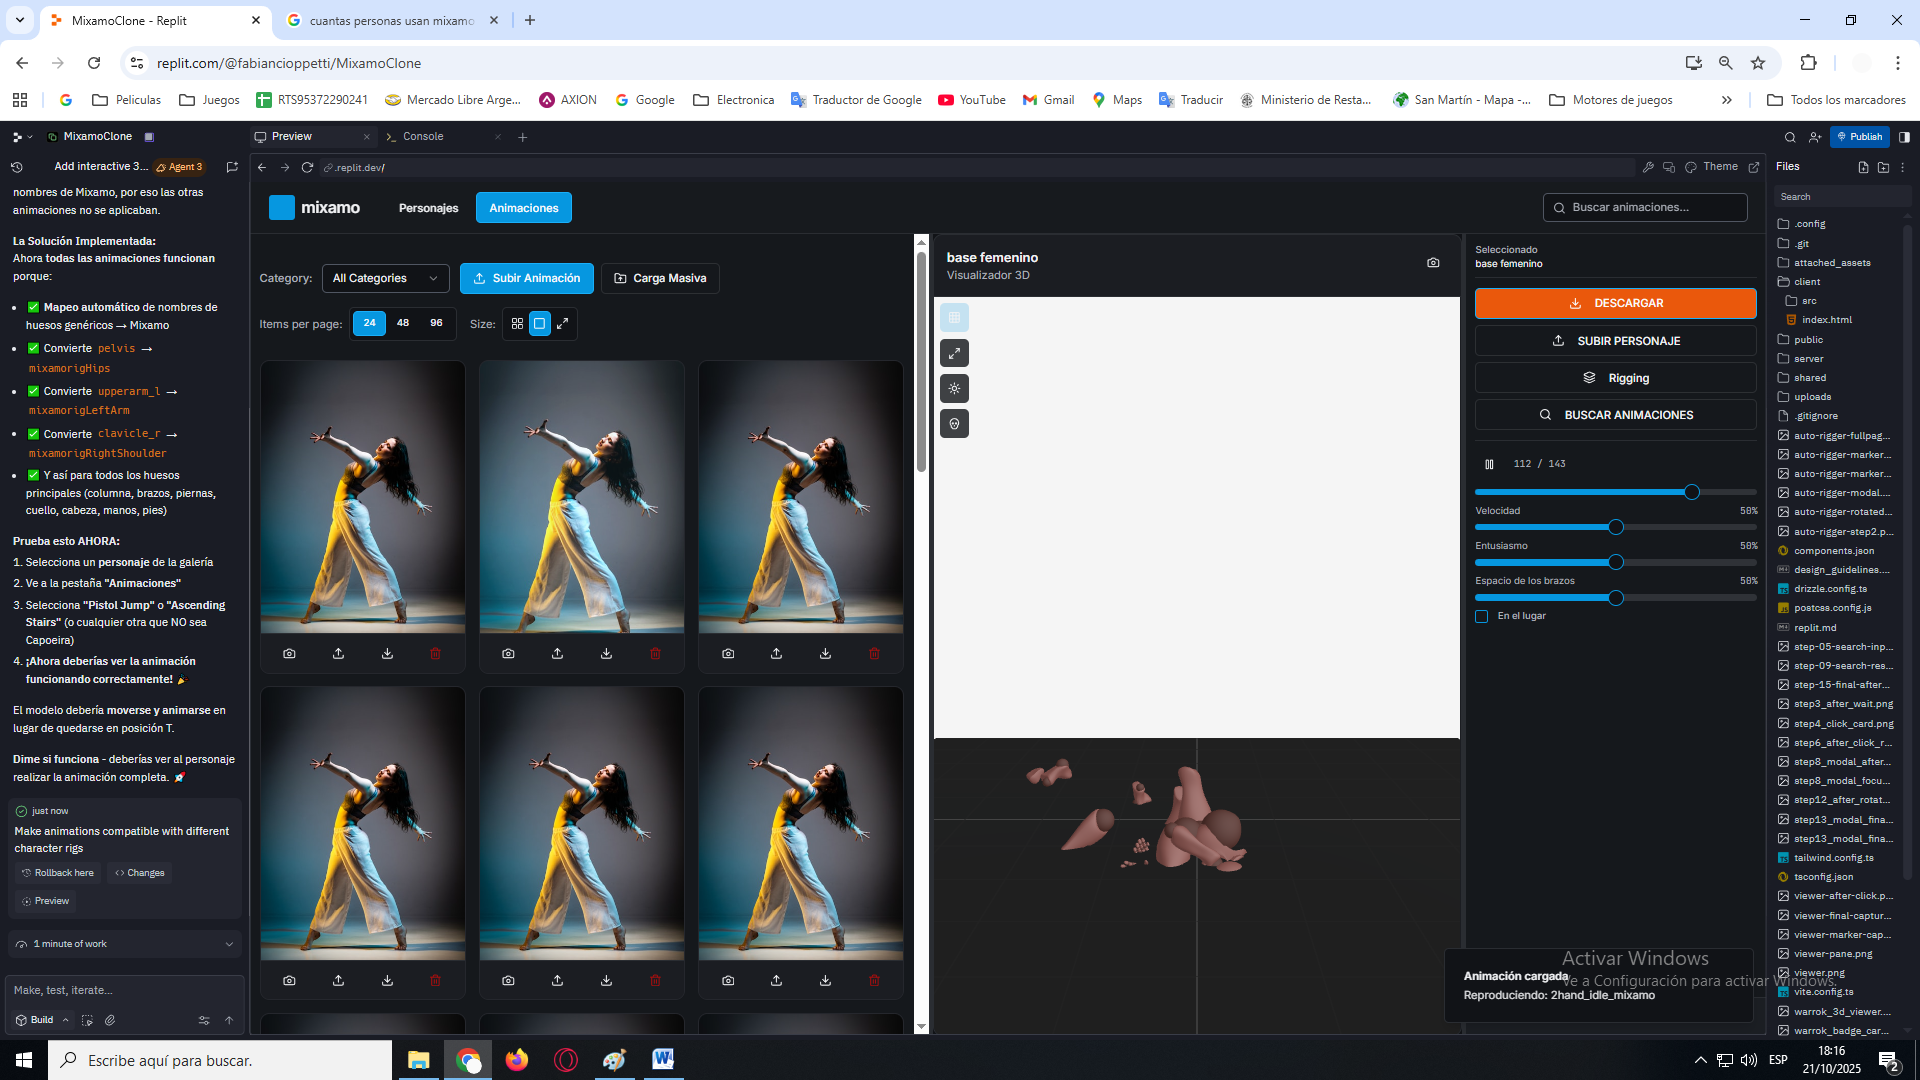 MixamoClone - Replit
cuantas personas usan mixamo
replit.com/@fabiancioppetti/MixamoClone
Peliculas
Juegos
RTS95372290241
Mercado Libre Arge...
AXION
Google
Electronica
Traductor de Google
YouTube
Gmail
Maps
Traducir
Ministerio de Resta...
San Martín - Mapa -...
Motores de juegos
Todos los marcadores
MixamoClone
Preview
Console
Publish
Add interactive 3...
Agent 3
.replit.dev/
Theme
Files
nombres de Mixamo, por eso las otras
animaciones no se aplicaban.
La Solución Implementada:
Ahora todas las animaciones funcionan
porque:
Mapeo automático de nombres de
huesos genéricos → Mixamo
Convierte pelvis →
mixamorigHips
Convierte upperarm_l →
mixamorigLeftArm
Convierte clavicle_r →
mixamorigRightShoulder
Y así para todos los huesos
principales (columna, brazos, piernas,
cuello, cabeza, manos, pies)
Prueba esto AHORA:
1. Selecciona un personaje de la galería
2. Ve a la pestaña "Animaciones"
3. Selecciona "Pistol Jump" o "Ascending
Stairs" (o cualquier otra que NO sea
Capoeira)
4. ¡Ahora deberías ver la animación
funcionando correctamente!
El modelo debería moverse y animarse en
lugar de quedarse en posición T.
Dime si funciona - deberías ver al personaje
realizar la animación completa.
just now
Make animations compatible with different
character rigs
Rollback here
Changes
Preview
1 minute of work
Make, test, iterate...
Build
mixamo
Personajes
Animaciones
Buscar animaciones...
Category:
All Categories
Subir Animación
Carga Masiva
Items per page:
24
48
96
Size:
base femenino
Visualizador 3D
Seleccionado
base femenino
DESCARGAR
SUBIR PERSONAJE
Rigging
BUSCAR ANIMACIONES
112 / 143
Velocidad
50%
Entusiasmo
50%
Espacio de los brazos
50%
En el lugar
Animación cargada
Reproduciendo: 2hand_idle_mixamo
Activar Windows
Ve a Configuración para activar Windows.
Search
.config
.git
attached_assets
client
src
index.html
public
server
shared
uploads
.gitignore
auto-rigger-fullpag...
auto-rigger-marker...
auto-rigger-marker...
auto-rigger-modal....
auto-rigger-rotated...
auto-rigger-step2.p...
components.json
design_guidelines....
drizzle.config.ts
postcss.config.js
replit.md
step-05-search-inp...
step-09-search-res...
step-15-final-after...
step3_after_wait.png
step4_click_card.png
step6_after_click_r...
step8_modal_after...
step8_modal_focu...
step12_after_rotat...
step13_modal_fina...
step13_modal_fina...
tailwind.config.ts
tsconfig.json
viewer-after-click.p...
viewer-final-captur...
viewer-marker-cap...
viewer-pane.png
viewer.png
vite.config.ts
warrok_3d_viewer....
warrok_badge_car...
Escribe aquí para buscar.
ESP
18:16
21/10/2025
2